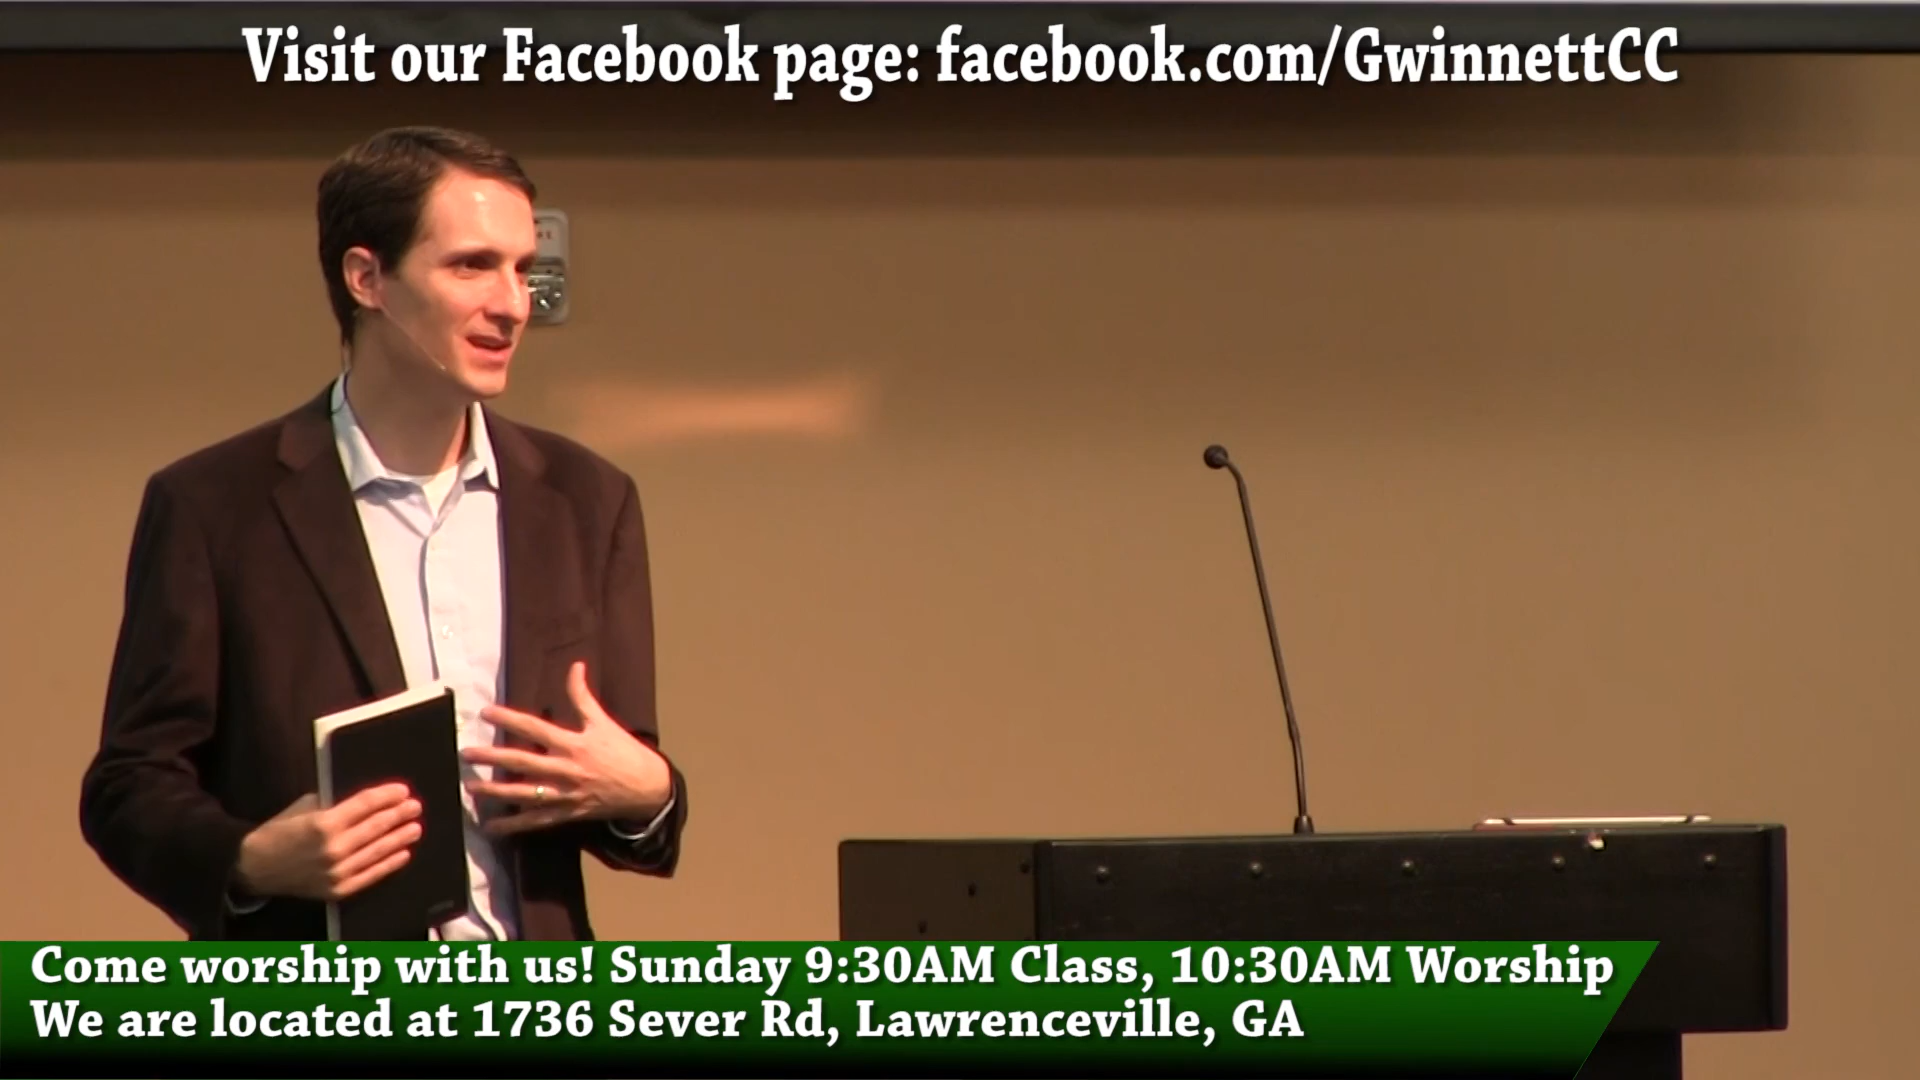 Visit our Facebook page: facebook.com/GwinnettCC
Come worship with us! Sunday 9:30AM Class, 10:30AM Worship
We are located at 1736 Sever Rd, Lawrenceville, GA